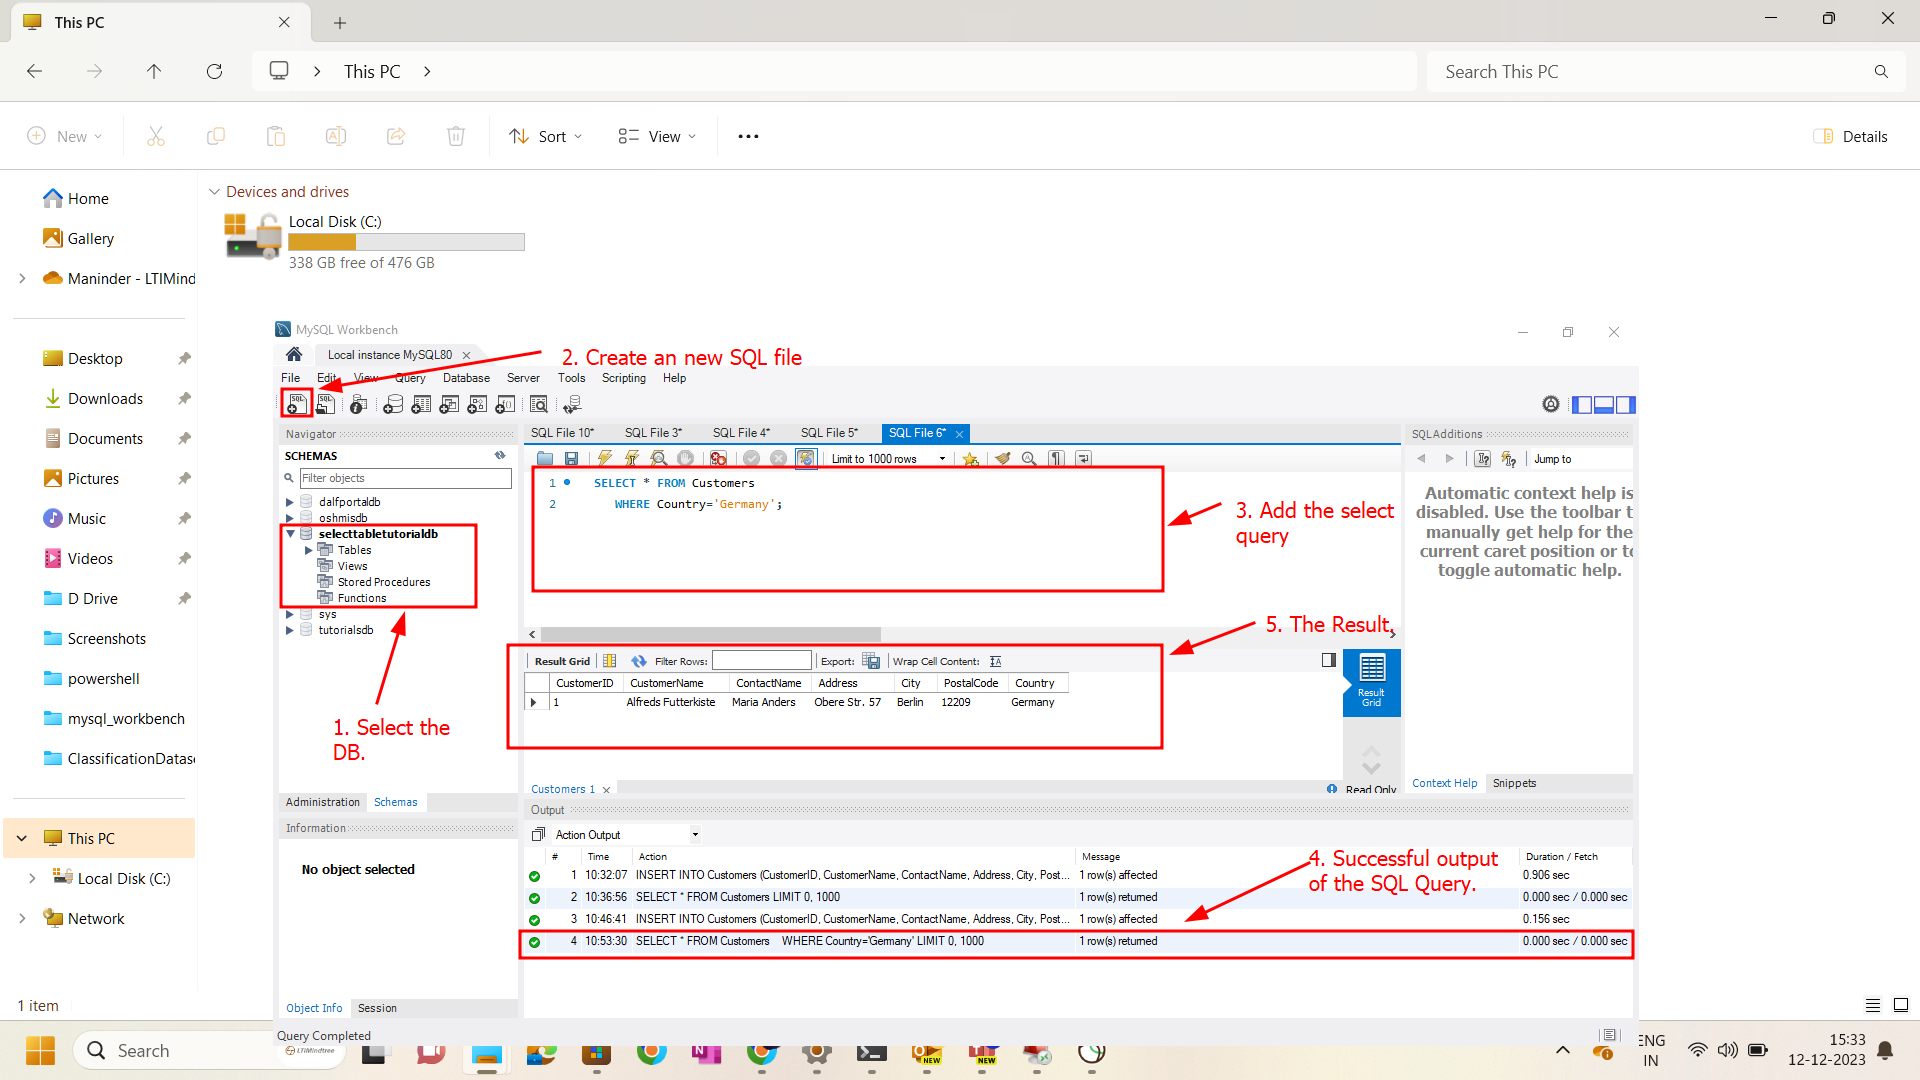 This PC
This PC
Search This PC
New
Sort
View
Details
Home
Gallery
Maninder - LTIMind
Desktop
Downloads
Documents
Pictures
Music
Videos
D Drive
Screenshots
powershell
mysql_workbench
ClassificationDatase
This PC
Local Disk (C:)
Network
1 item
Devices and drives
Local Disk (C:)
338 GB free of 476 GB
MySQL Workbench
Local instance MySQL80
2. Create an new SQL file
File Edit View Query Database Server Tools Scripting Help
Navigator
SCHEMAS
Filter objects
dalfportaldb
oshmisdb
selecttabletutorialdb
Tables
Views
Stored Procedures
Functions
sys
tutorialsdb
1. Select the
DB.
Administration Schemas
Information
No object selected
Object Info Session
Query Completed
SQL File 10* SQL File 3* SQL File 4* SQL File 5* SQL File 6*
Limit to 1000 rows
1 SELECT * FROM Customers
2 WHERE Country='Germany';
3. Add the select
query
5. The Result.
Result Grid Filter Rows: Export: Wrap Cell Content:
CustomerID CustomerName ContactName Address City PostalCode Country
1 Alfreds Futterkiste Maria Anders Obere Str. 57 Berlin 12209 Germany
Result
Grid
Customers 1
Read Only
SQLAdditions
Jump to
Automatic context help is
disabled. Use the toolbar t
manually get help for the
current caret position or to
toggle automatic help.
Context Help Snippets
Output
Action Output
# Time Action Message Duration / Fetch
1 10:32:07 INSERT INTO Customers (CustomerID, CustomerName, ContactName, Address, City, Post... 1 row(s) affected 0.906 sec
2 10:36:56 SELECT * FROM Customers LIMIT 0, 1000 1 row(s) returned 0.000 sec / 0.000 sec
3 10:46:41 INSERT INTO Customers (CustomerID, CustomerName, ContactName, Address, City, Post... 1 row(s) affected 0.156 sec
4 10:53:30 SELECT * FROM Customers WHERE Country='Germany' LIMIT 0, 1000 1 row(s) returned 0.000 sec / 0.000 sec
4. Successful output
of the SQL Query.
Search
LTIMindtree
NEW
NEW
ENG
IN
15:33
12-12-2023